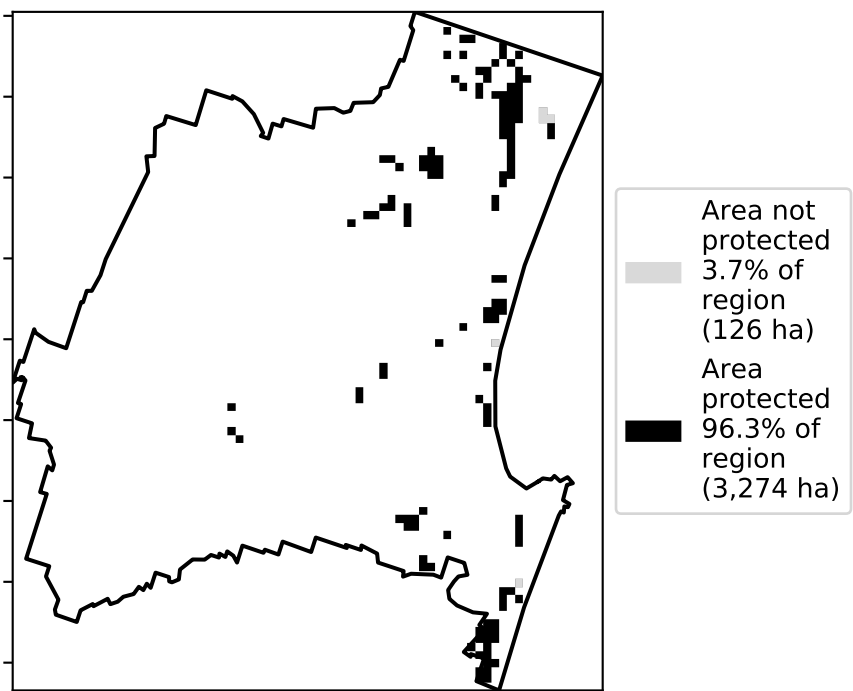 Area not
protected
3.7% of
region
(126 ha)
Area
protected
96.3% of
region
(3,274 ha)